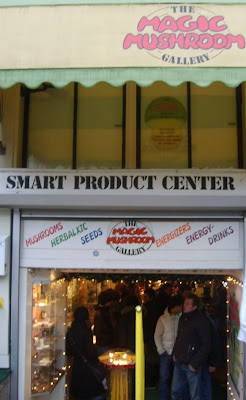 THE
MAGIC
MUSHROOM
GALLERY
SMART PRODUCT CENTER
MUSHROOMS
HERBALXTC
SEEDS
THE
MAGIC
MUSHROOM
GALLERY
ENERGIZERS
ENERGY-
DRINKS